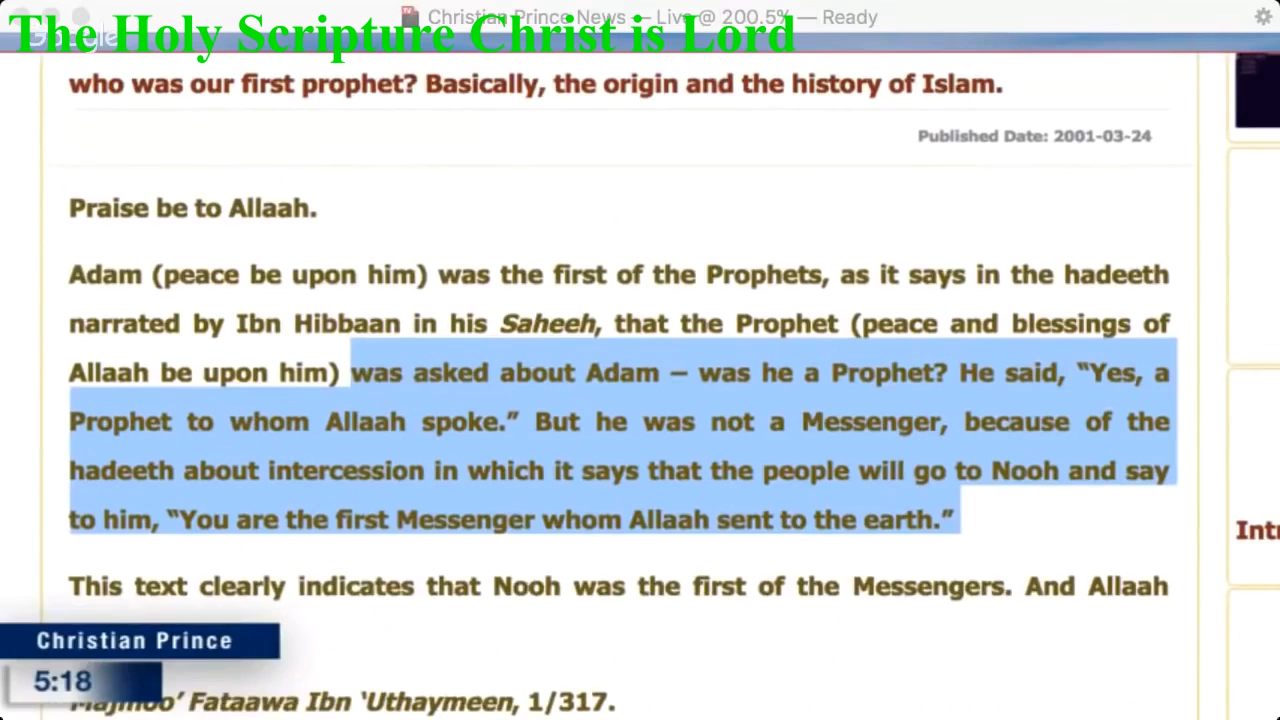 Christian Prince News — Live @ 200.5% — Ready
The Holy Scripture Christ is Lord
Google
who was our first prophet? Basically, the origin and the history of Islam.
Published Date: 2001-03-24
Praise be to Allaah.
Adam (peace be upon him) was the first of the Prophets, as it says in the hadeeth
narrated by Ibn Hibbaan in his Saheeh, that the Prophet (peace and blessings of
Allaah be upon him) was asked about Adam – was he a Prophet? He said, “Yes, a
Prophet to whom Allaah spoke.” But he was not a Messenger, because of the
hadeeth about intercession in which it says that the people will go to Nooh and say
to him, “You are the first Messenger whom Allaah sent to the earth.”
Intr
This text clearly indicates that Nooh was the first of the Messengers. And Allaah
Christian Prince
5:18
Majmoo’ Fataawa Ibn ‘Uthaymeen, 1/317.